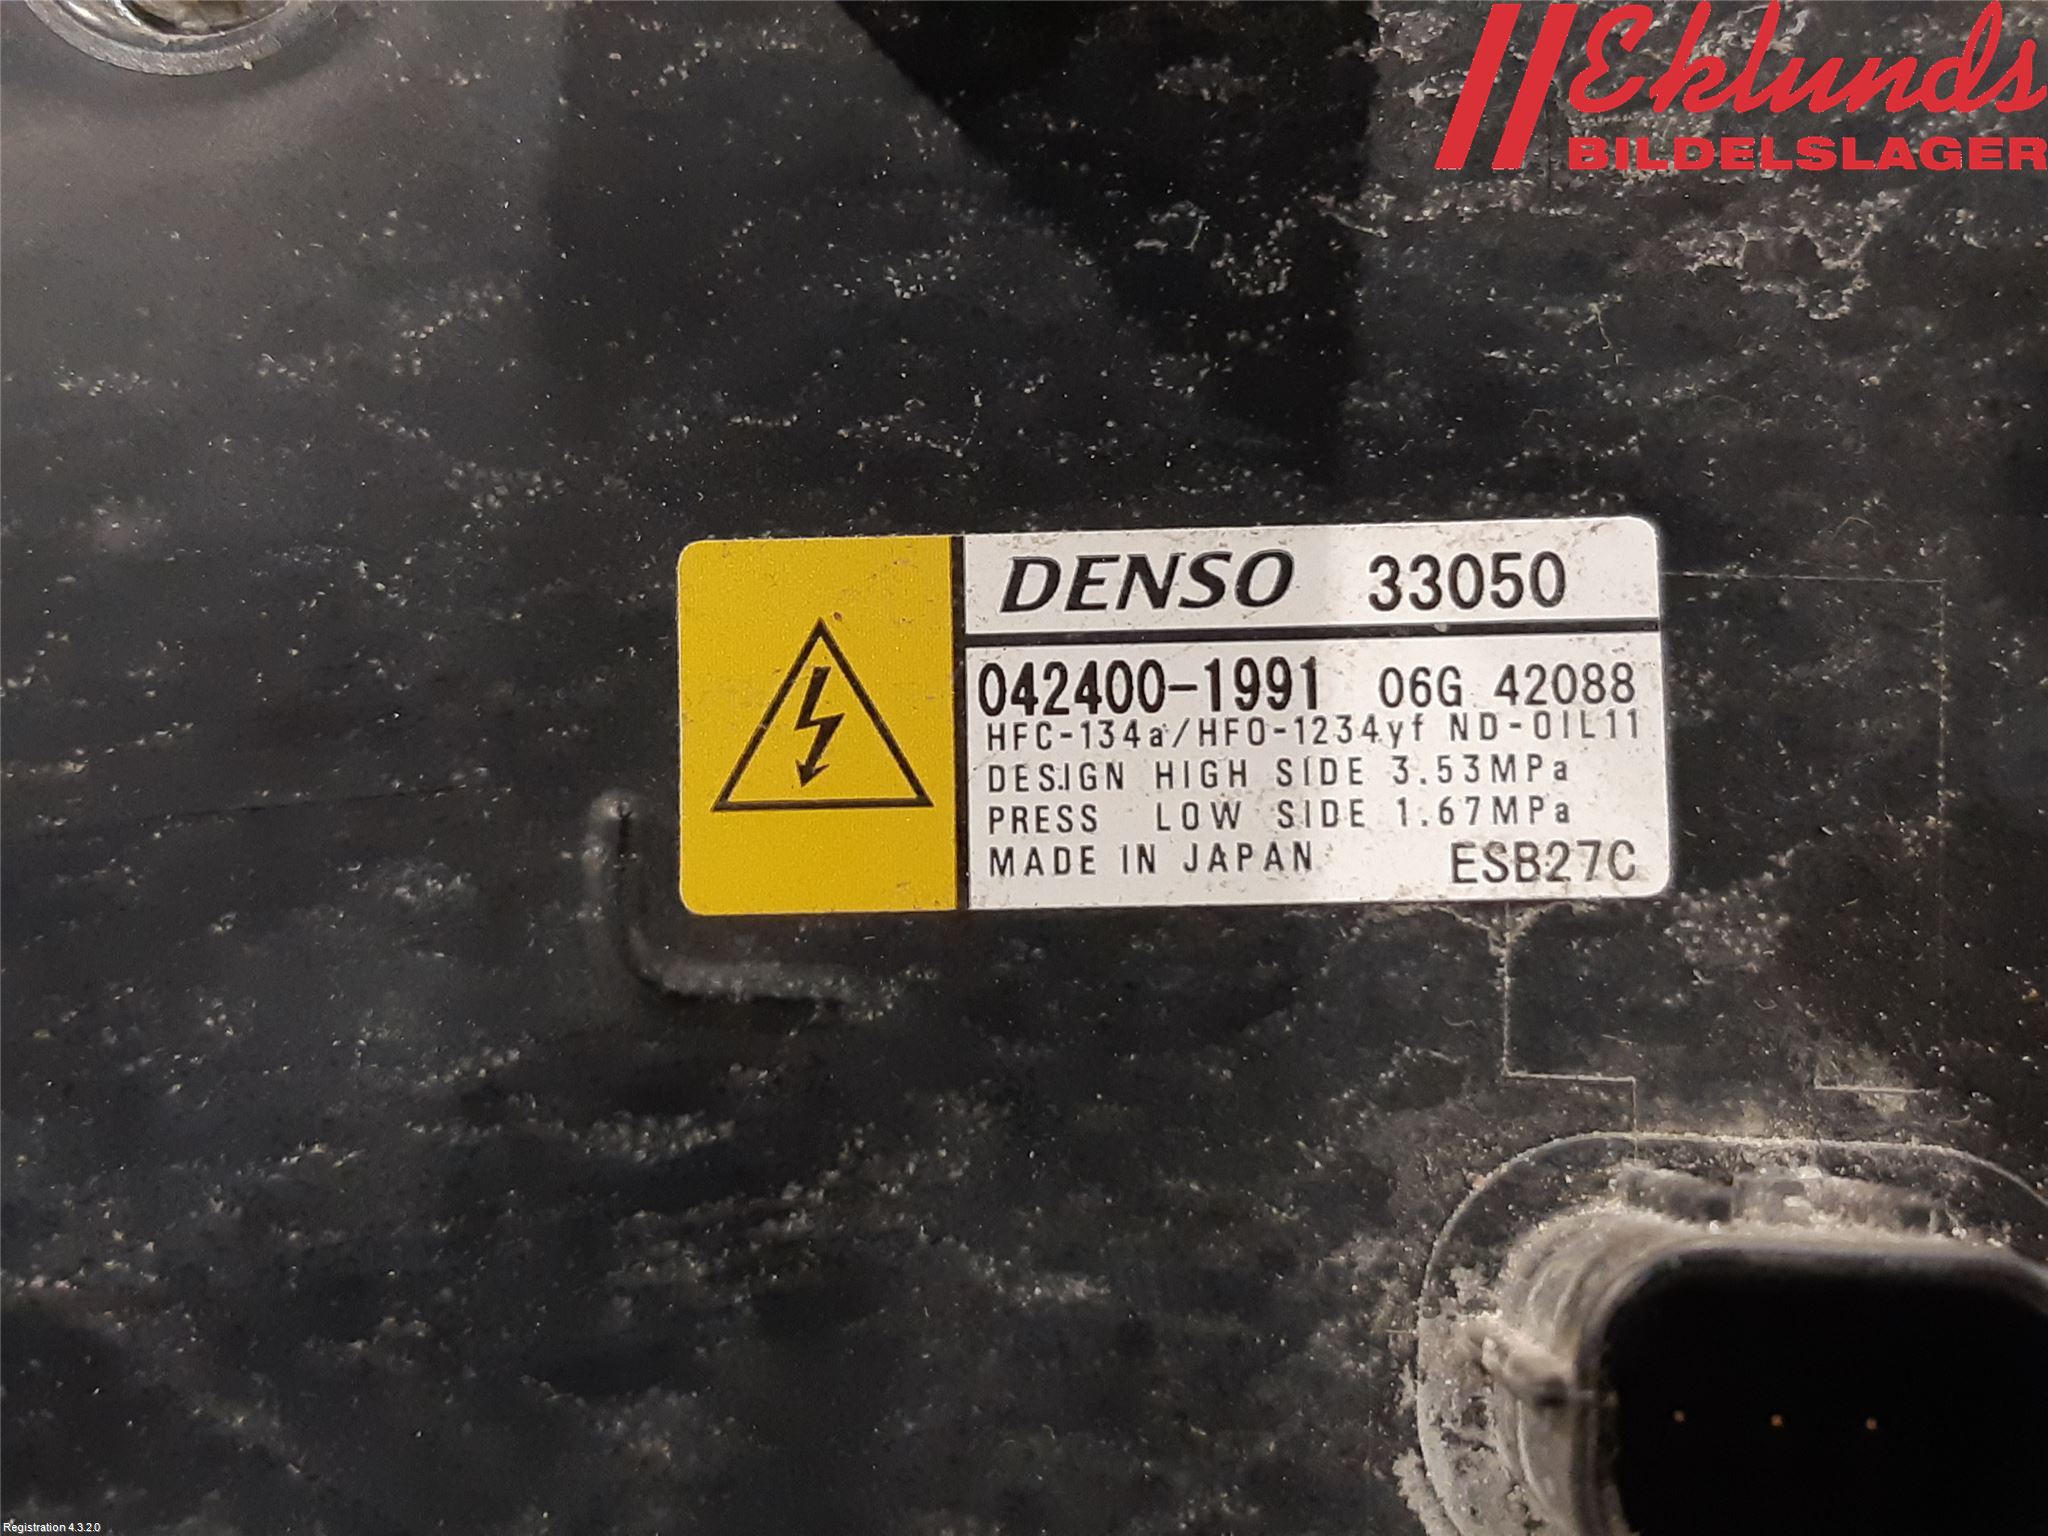 Eklunds
BILDELSLAGER
DENSO 33050
042400-1991 06G 42088
HFC-134a/HFO-1234yf ND-OIL11
DESIGN HIGH SIDE 3.53MPa
PRESS LOW SIDE 1.67MPa
MADE IN JAPAN ESB27C
Registration 4.3.2.0